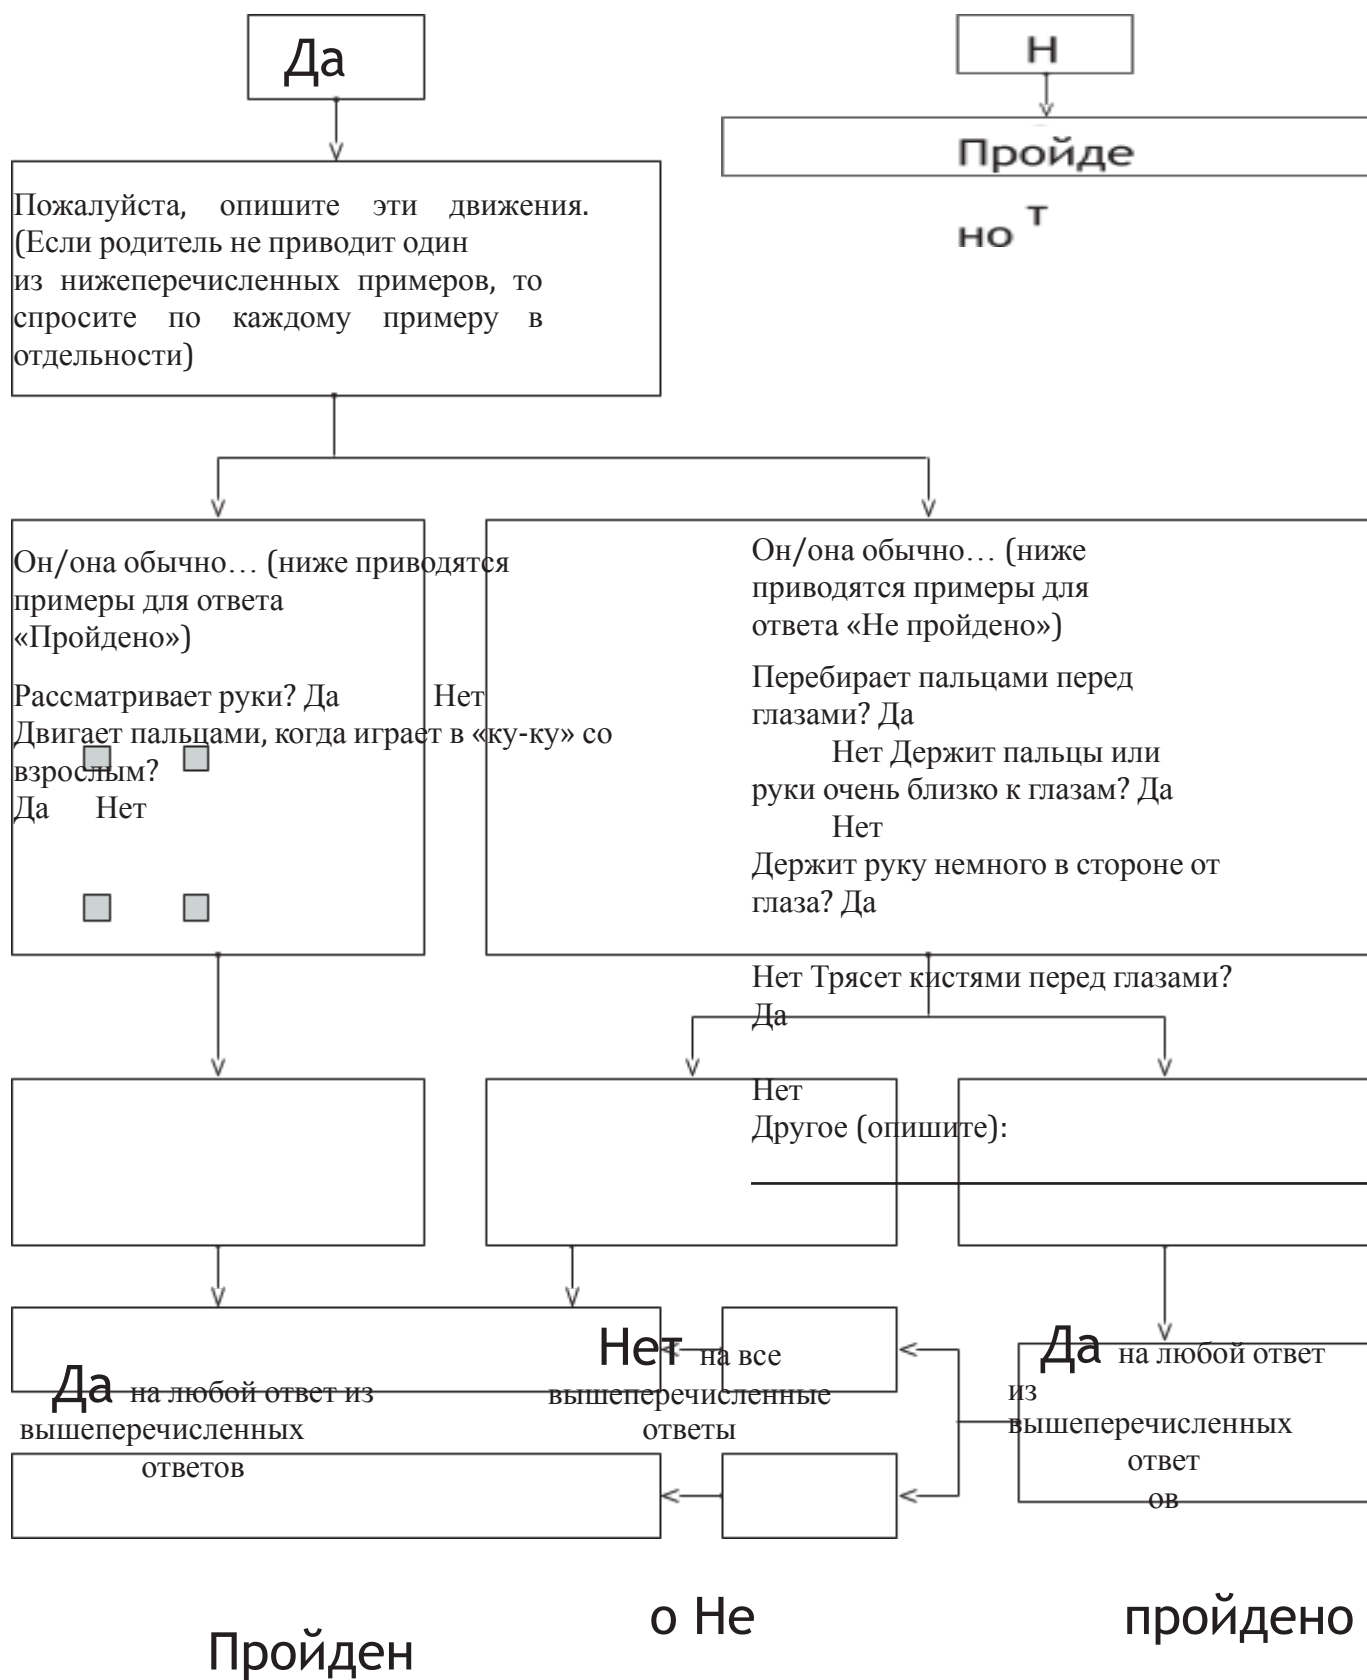 Да
Н
Пройде
т
но
Пожалуйста, опишите эти движения.
(Если родитель не приводит один
из нижеперечисленных примеров, то
спросите по каждому примеру в
отдельности)
Он/она обычно… (ниже приводятся
примеры для ответа
«Пройдено»)
Рассматривает руки? Да Нет
Двигает пальцами, когда играет в «ку-ку» со
взрослым?
Да Нет
Он/она обычно… (ниже
приводятся примеры для
ответа «Не пройдено»)
Перебирает пальцами перед
глазами? Да
Нет Держит пальцы или
руки очень близко к глазам? Да
Нет
Держит руку немного в стороне от
глаза? Да
Нет Трясет кистями перед глазами?
Да
Нет
Другое (опишите):
Да на любой ответ из
вышеперечисленных
ответов
Нет на все
вышеперечисленные
ответы
Да на любой ответ
из
вышеперечисленных
ответ
ов
Пройден
о Не
пройдено